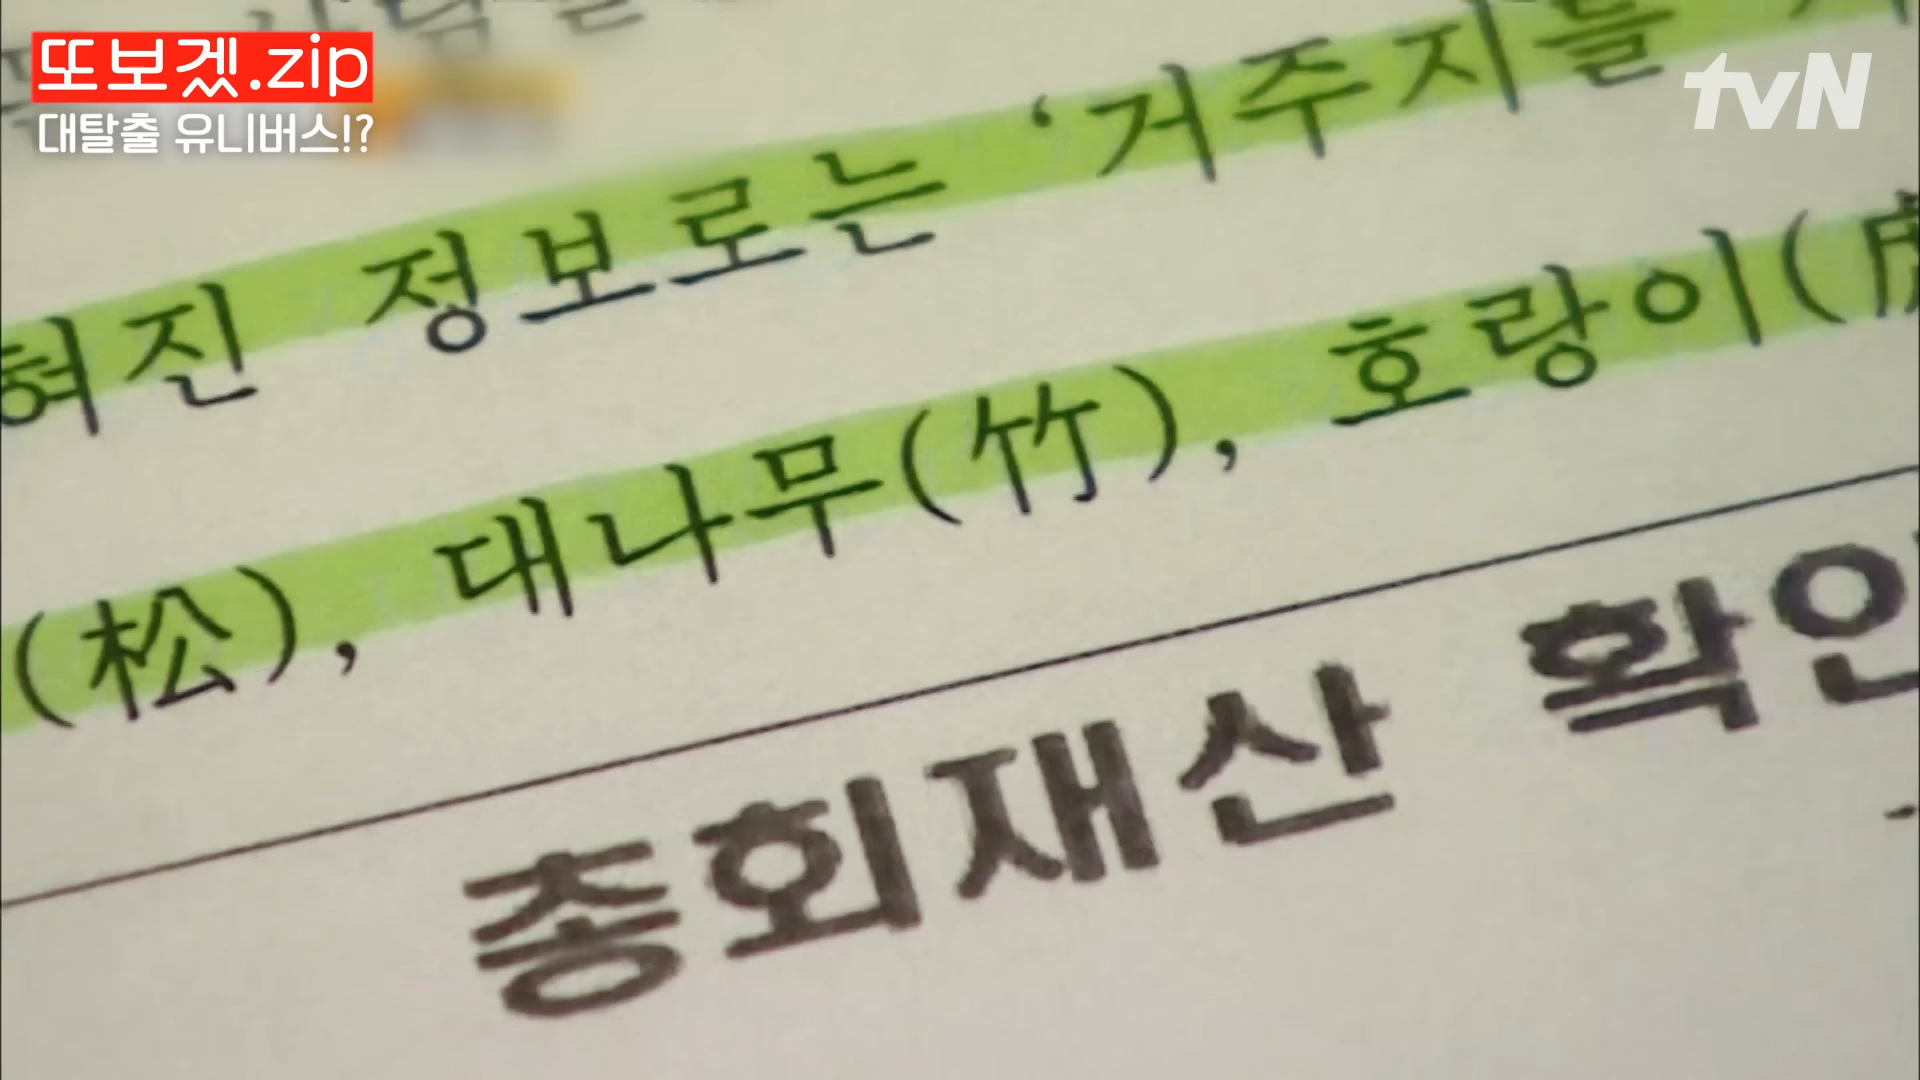 또보겠.zip
대탈출 유니버스!?
tvN
혀진 정보로는 ‘거주지를
(松), 대나무(竹), 호랑이(虎
총회재산 확인